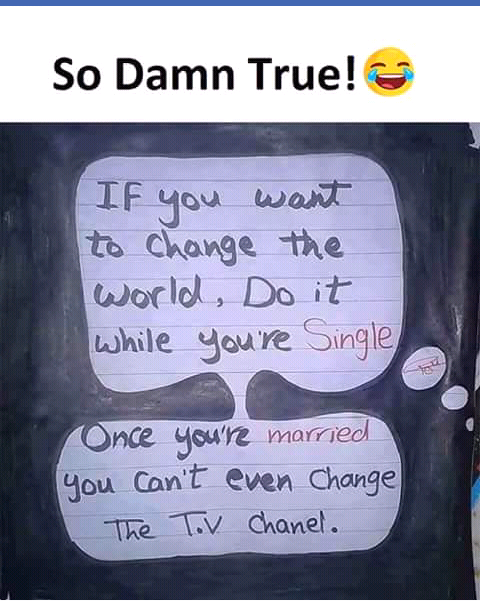 So Damn True!😂
IF you want
to Change the
world, Do it
while you're Single
Once you're married
you Can't even Change
The T.V Chanel.